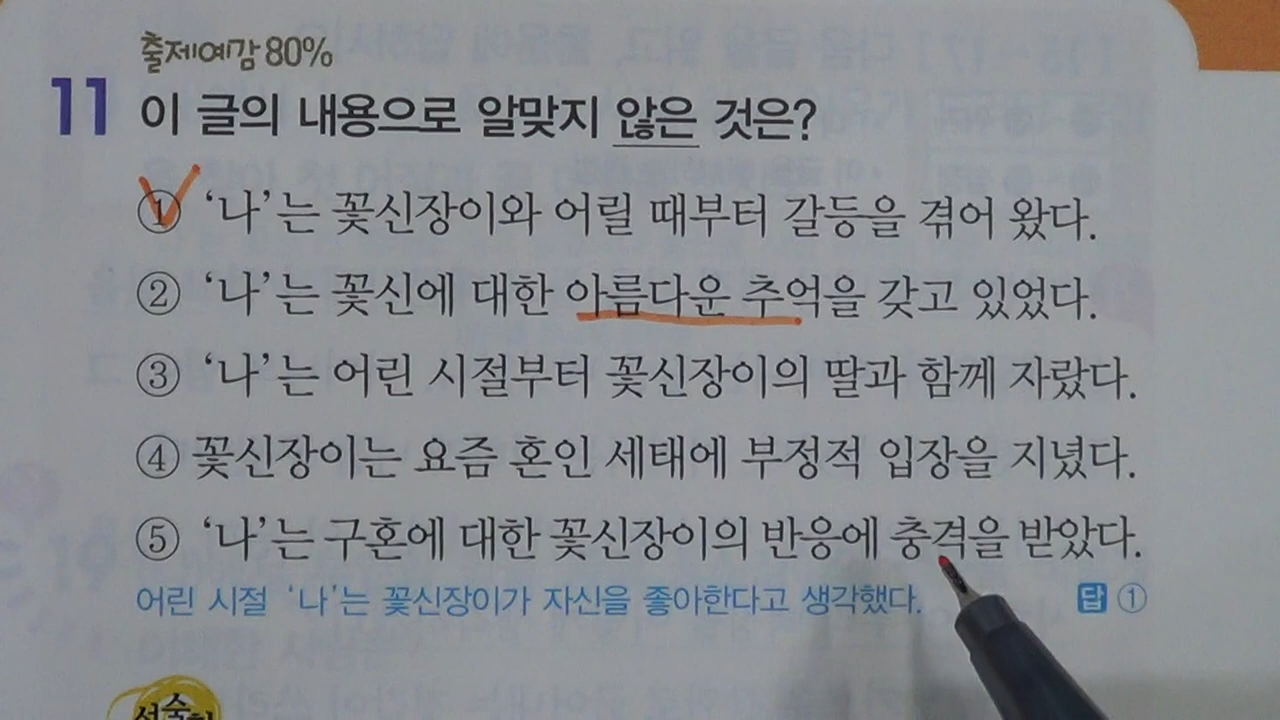 출제예감 80%
11 이 글의 내용으로 알맞지 않은 것은?
① ‘나’는 꽃신장이와 어릴 때부터 갈등을 겪어 왔다.
② ‘나’는 꽃신에 대한 아름다운 추억을 갖고 있었다.
③ ‘나’는 어린 시절부터 꽃신장이의 딸과 함께 자랐다.
④ 꽃신장이는 요즘 혼인 세태에 부정적 입장을 지녔다.
⑤ ‘나’는 구혼에 대한 꽃신장이의 반응에 충격을 받았다.
어린 시절 ‘나’는 꽃신장이가 자신을 좋아한다고 생각했다. 답 ①